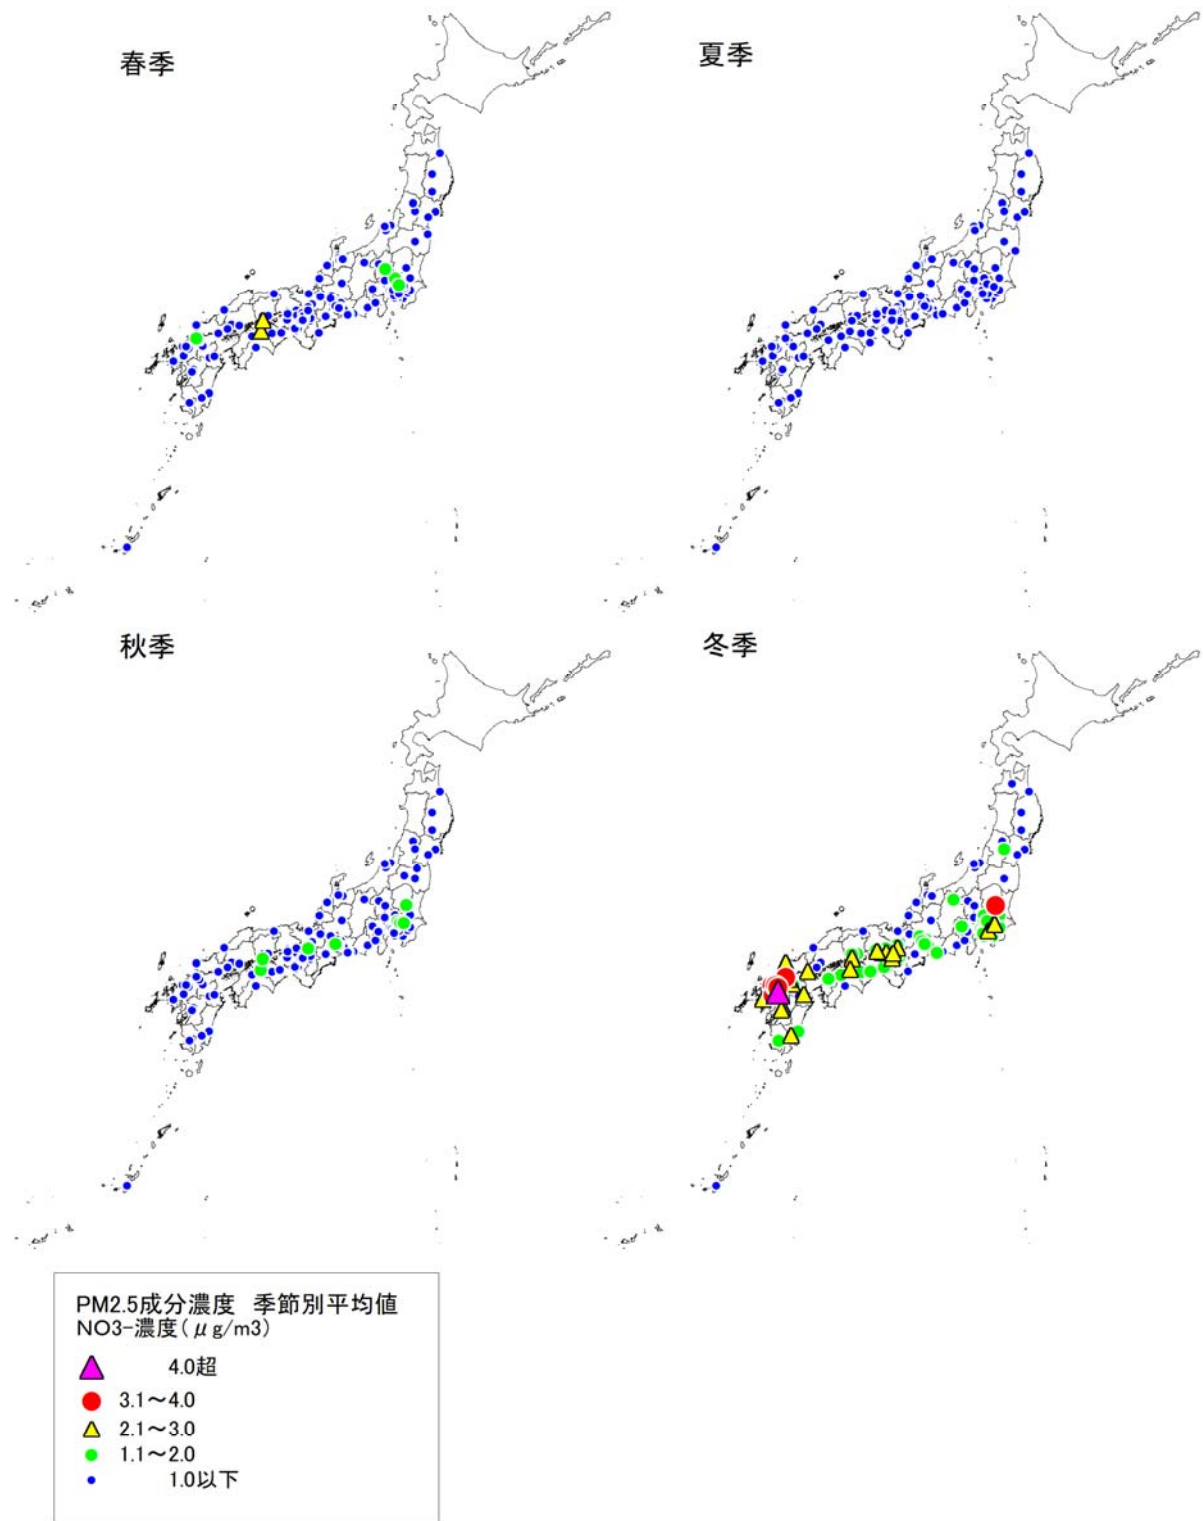 春季
夏季
秋季
冬季
PM2.5成分濃度 季節別平均値
NO3-濃度(μg/m3)
4.0超
3.1~4.0
2.1~3.0
1.1~2.0
1.0以下